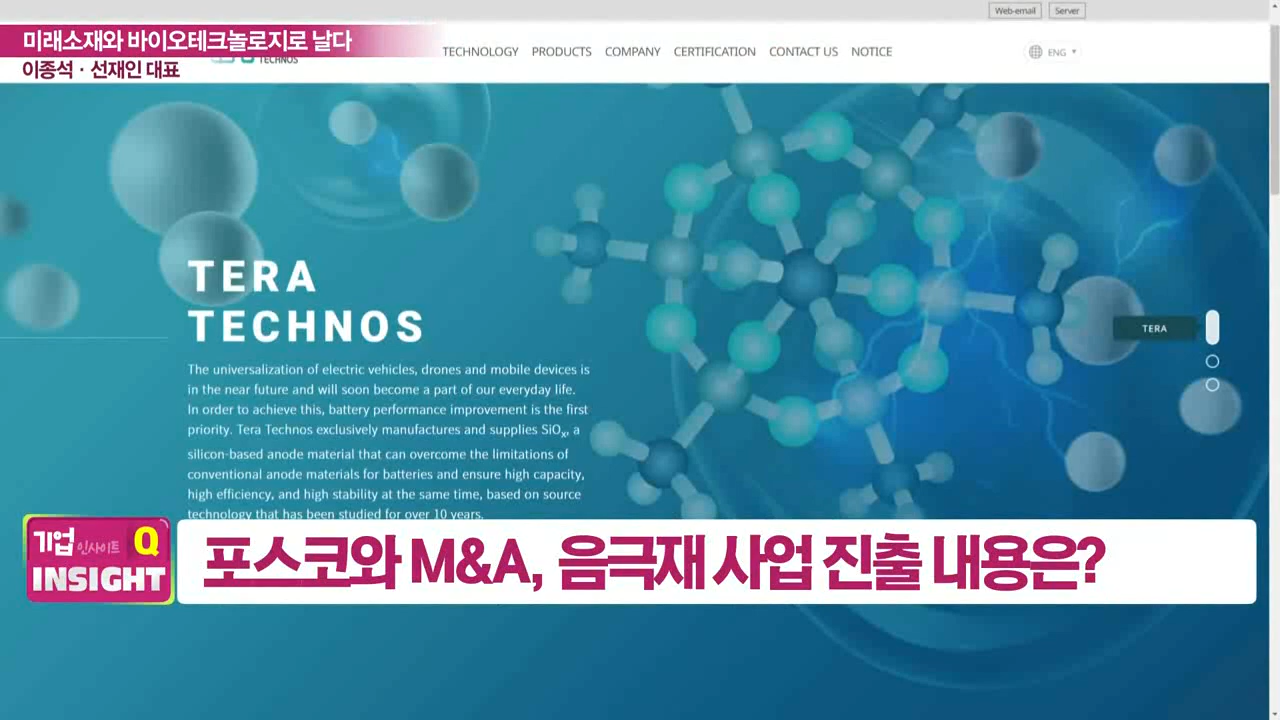 Web-email Server
미래소재와 바이오테크놀로지로 날다
이종석 · 선재인 대표
TECHNOS
TECHNOLOGY PRODUCTS COMPANY CERTIFICATION CONTACT US NOTICE ENG
TERA
TECHNOS
The universalization of electric vehicles, drones and mobile devices is
in the near future and will soon become a part of our everyday life.
In order to achieve this, battery performance improvement is the first
priority. Tera Technos exclusively manufactures and supplies SiOx, a
silicon-based anode material that can overcome the limitations of
conventional anode materials for batteries and ensure high capacity,
high efficiency, and high stability at the same time, based on source
technology that has been studied for over 10 years.
TERA
기업 인사이트 Q
INSIGHT
포스코와 M&A, 음극재 사업 진출 내용은?